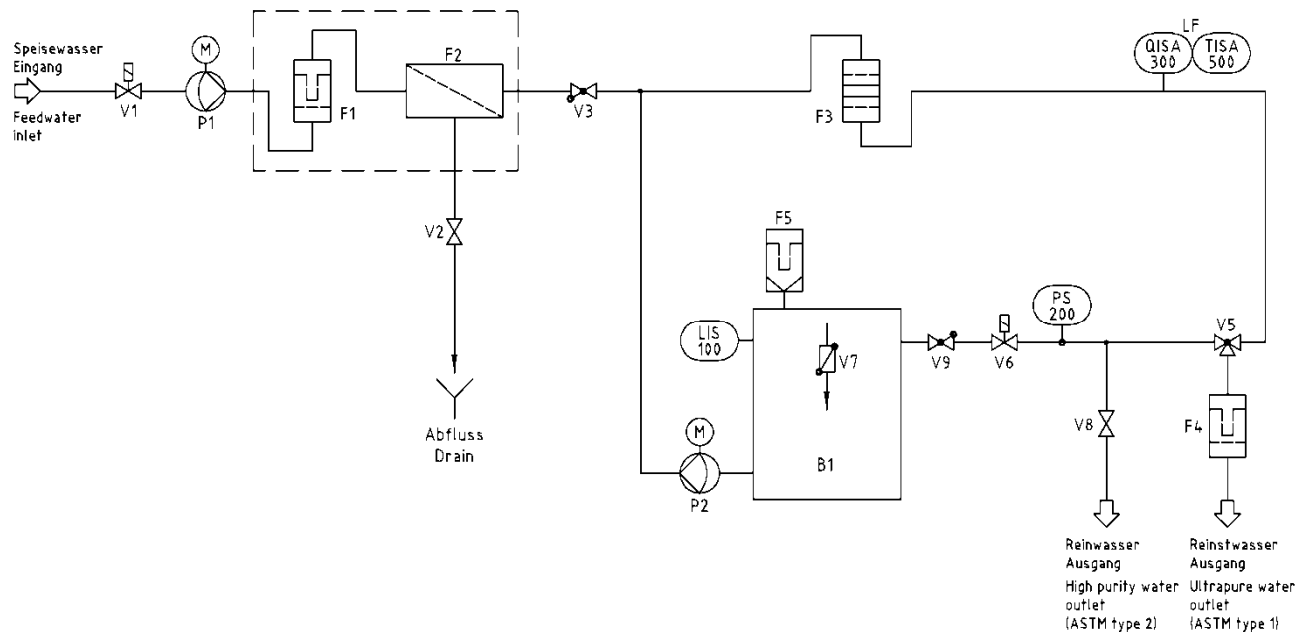 Speisewasser
Eingang
Feedwater
inlet
V1
M
P1
F1
F2
V2
Abfluss
Drain
V3
F3
LF
QISA
300
TISA
500
F5
LIS
100
V7
B1
M
P2
V9
V6
PS
200
V5
V8
F4
Reinwasser
Ausgang
High purity water
outlet
(ASTM type 2)
Reinstwasser
Ausgang
Ultrapure water
outlet
(ASTM type 1)